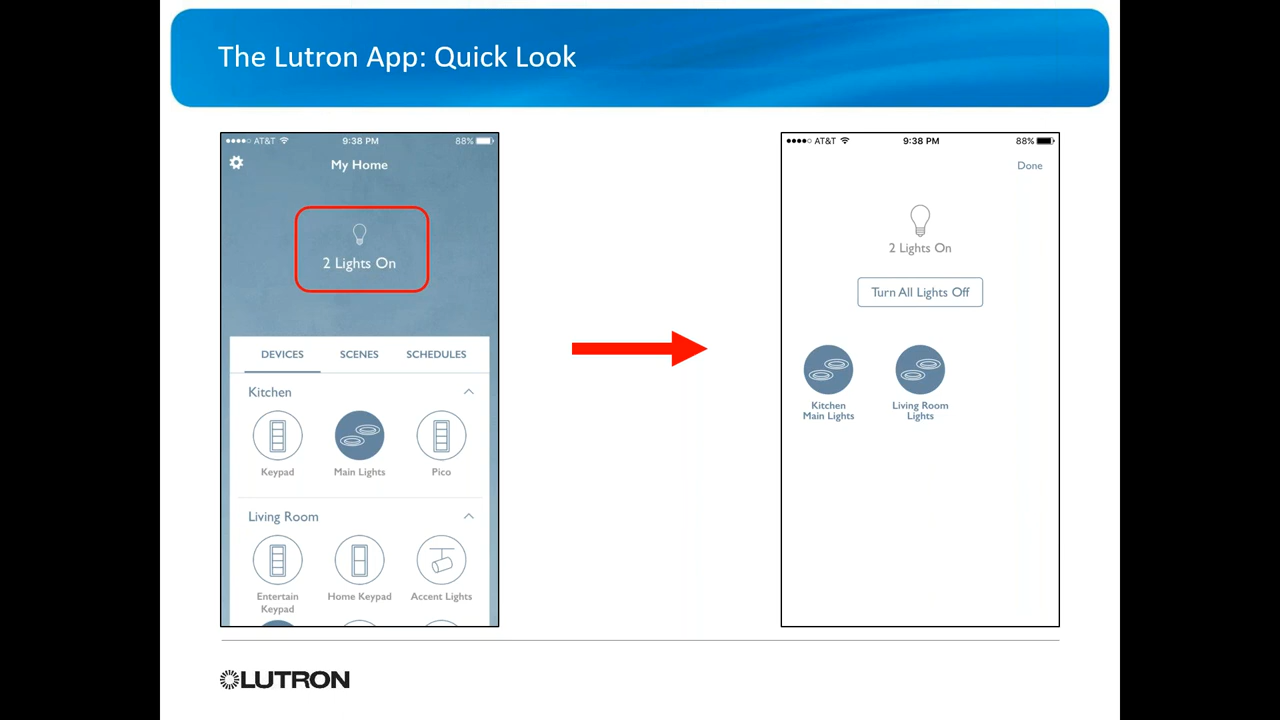 The Lutron App: Quick Look
AT&T 9:38 PM 88%
My Home
2 Lights On
DEVICES SCENES SCHEDULES
Kitchen
Keypad Main Lights Pico
Living Room
Entertain Home Keypad Accent Lights
Keypad
AT&T 9:38 PM 88%
Done
2 Lights On
Turn All Lights Off
Kitchen Living Room
Main Lights Lights
LUTRON